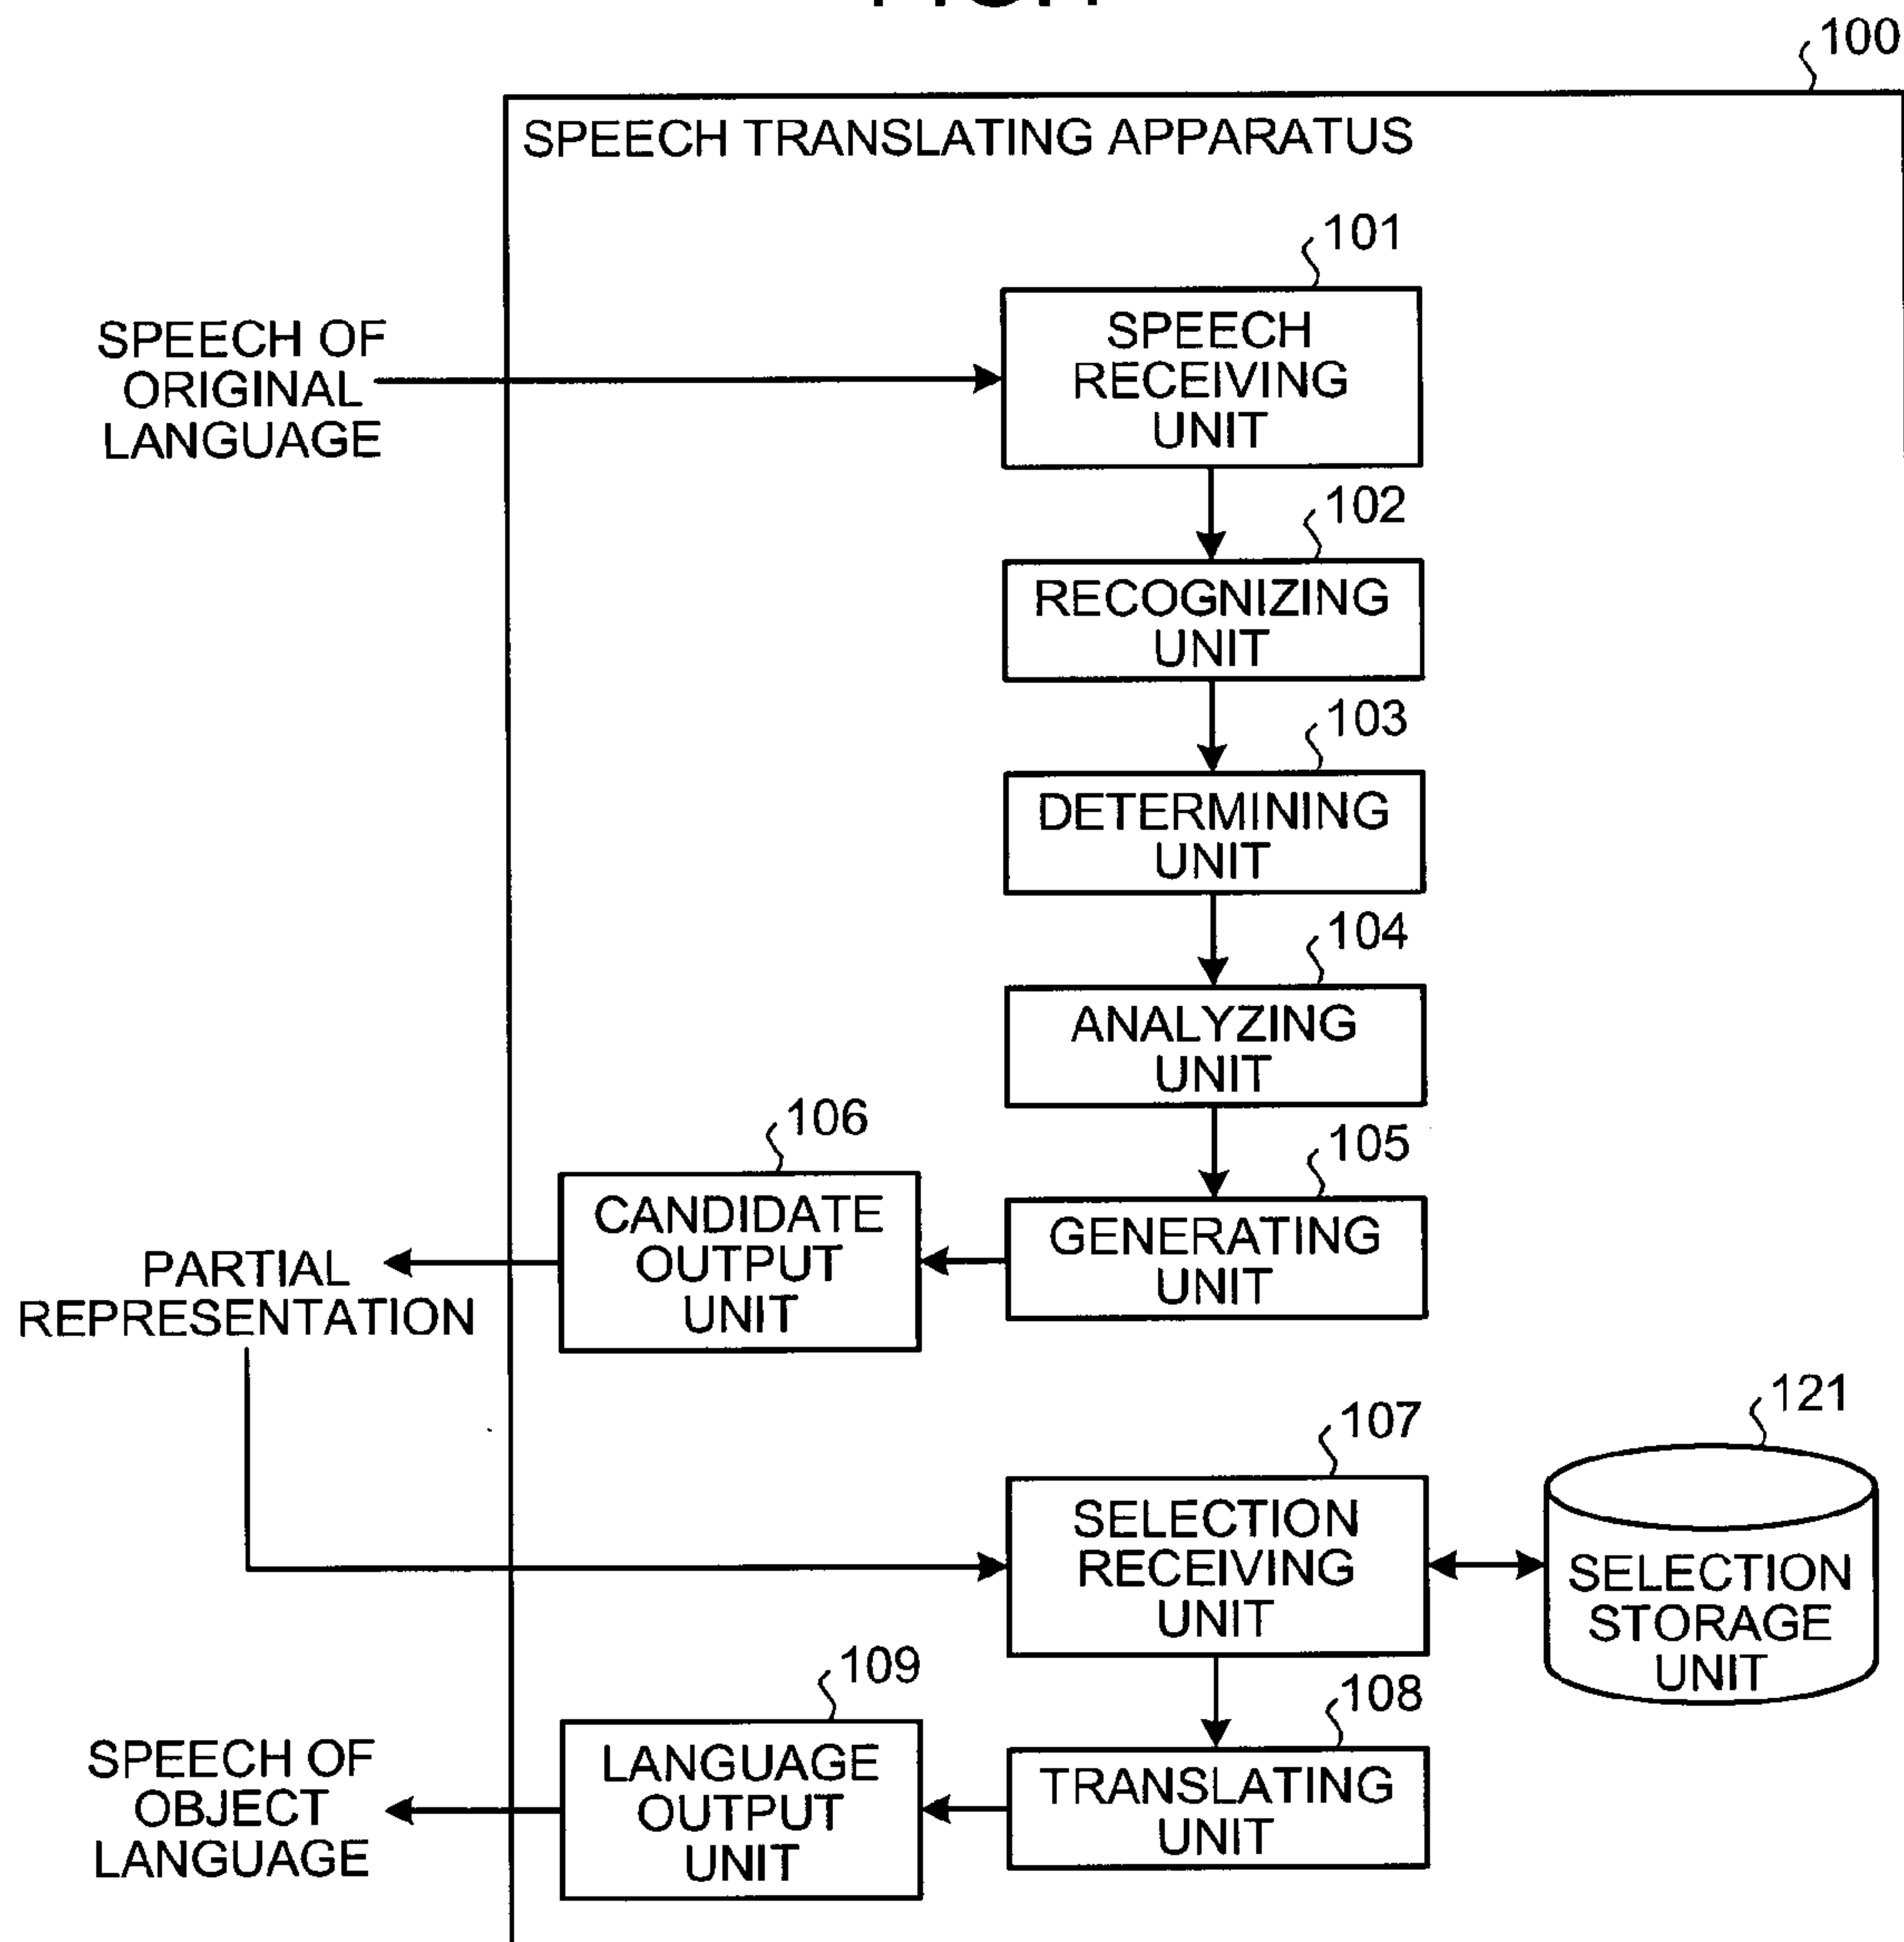 100
SPEECH TRANSLATING APPARATUS
101
SPEECH OF
ORIGINAL
LANGUAGE
SPEECH
RECEIVING
UNIT
102
RECOGNIZING
UNIT
103
DETERMINING
UNIT
104
ANALYZING
UNIT
106
105
CANDIDATE
OUTPUT
UNIT
GENERATING
UNIT
PARTIAL
REPRESENTATION
107
121
SELECTION
RECEIVING
UNIT
SELECTION
STORAGE
UNIT
109
108
SPEECH OF
OBJECT
LANGUAGE
LANGUAGE
OUTPUT
UNIT
TRANSLATING
UNIT